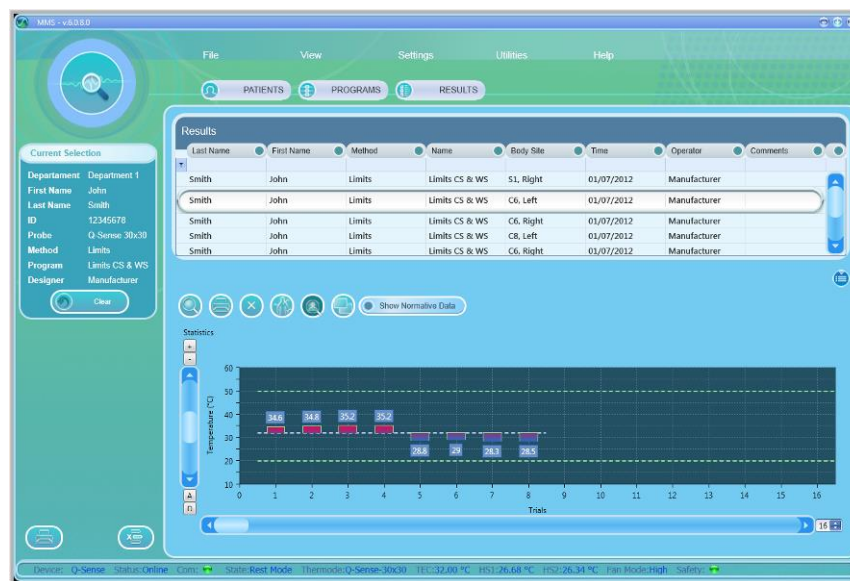 MMS - v.6.0.8.0
File View Settings Utilities Help
PATIENTS PROGRAMS RESULTS
Current Selection
Departament Department 1
First Name John
Last Name Smith
ID 12345678
Probe Q-Sense 30x30
Method Limits
Program Limits CS & WS
Designer Manufacturer
Clear
Results
Last Name First Name Method Name Body Site Time Operator Comments
Smith John Limits Limits CS & WS S1, Right 01/07/2012 Manufacturer
Smith John Limits Limits CS & WS C6, Left 01/07/2012 Manufacturer
Smith John Limits Limits CS & WS C6, Right 01/07/2012 Manufacturer
Smith John Limits Limits CS & WS C8, Left 01/07/2012 Manufacturer
Smith John Limits Limits CS & WS C6, Right 01/07/2012 Manufacturer
Show Normative Data
Statistics
+
-
A
Temperature (°C)
60
50
40
30
20
10
34.6 34.8 35.2 35.2
28.8 29 28.3 28.5
0 1 2 3 4 5 6 7 8 9 10 11 12 13 14 15 16
Trials
16
Device: Q-Sense Status:Online Com: State:Rest Mode Thermode:Q-Sense-30x30 TEC:32.00 °C HS1:26.68 °C HS2:26.34 °C Fan Mode:High Safety: